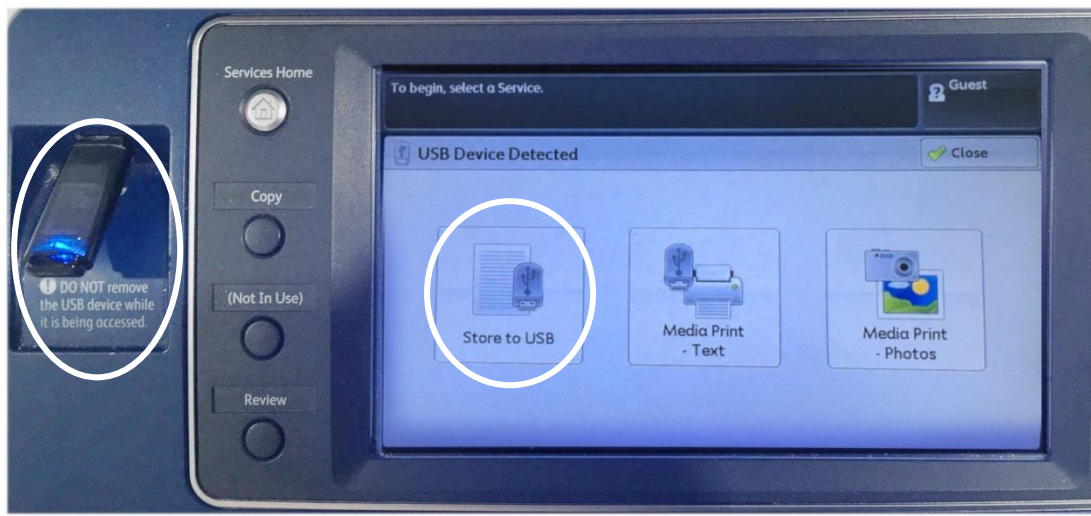 Services Home
To begin, select a Service.
Guest
USB Device Detected
Close
Copy
(Not In Use)
Review
Store to USB
Media Print
- Text
Media Print
- Photos
! DO NOT remove
the USB device while
it is being accessed.